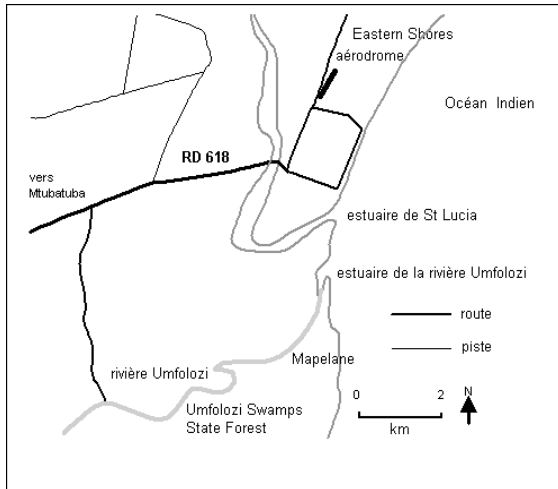 Eastern Shores
aérodrome
Océan Indien
RD 618
vers
Mtubatuba
estuaire de St Lucia
estuaire de la rivière Umfolozi
route
Mapelane
piste
rivière Umfolozi
0 2 N
Umfolozi Swamps
State Forest
km